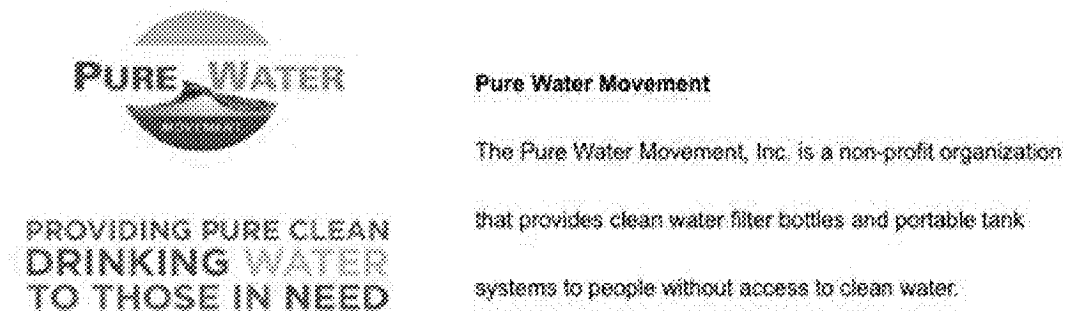 PURE WATER
PROVIDING PURE CLEAN
DRINKING WATER
TO THOSE IN NEED
Pure Water Movement
The Pure Water Movement, Inc. is a non-profit organization
that provides clean water filter bottles and portable tank
systems to people without access to clean water.